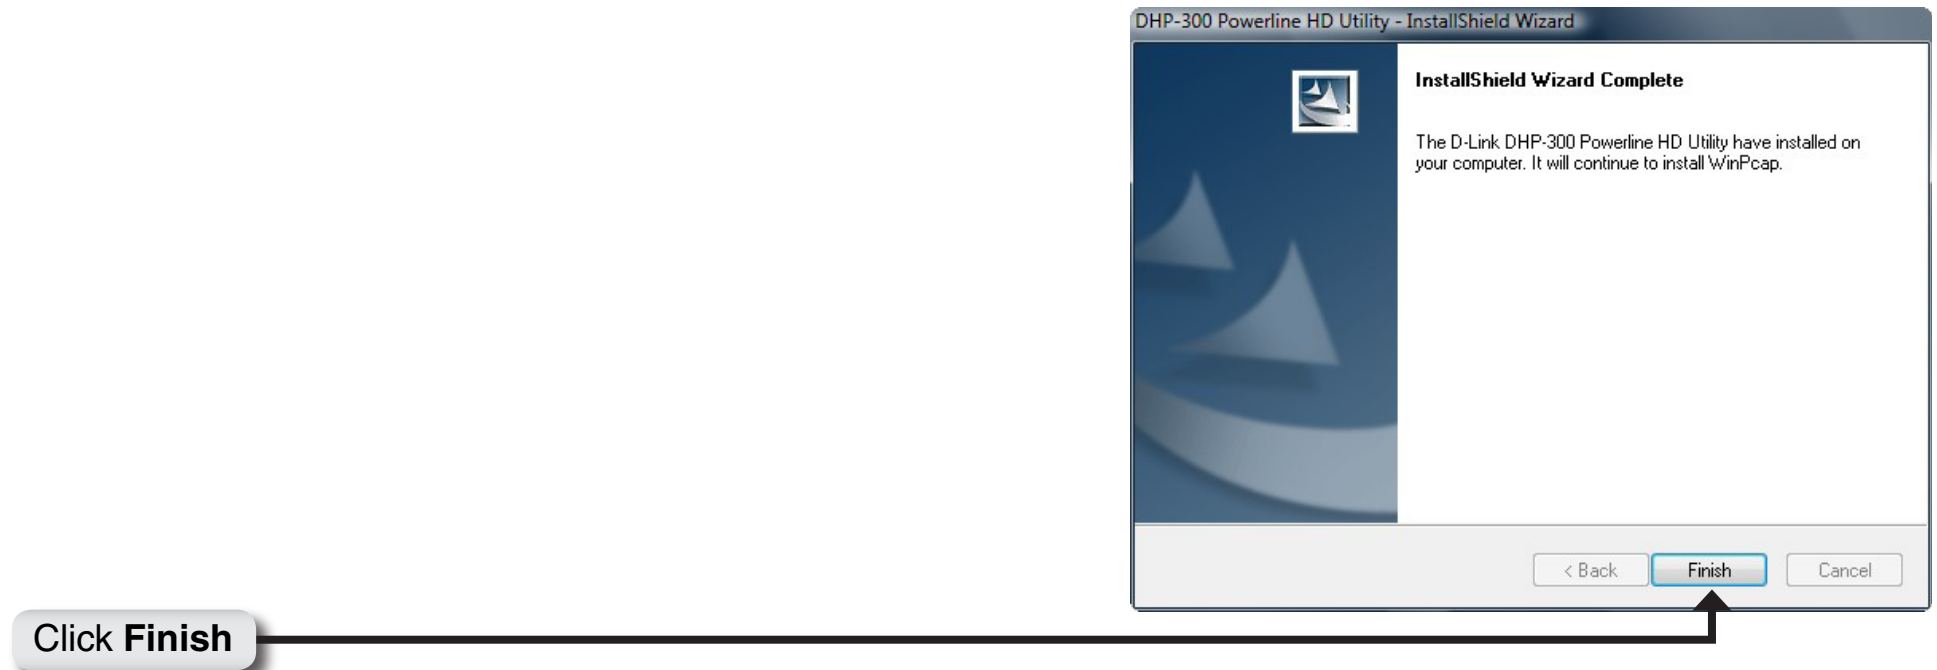 DHP-300 Powerline HD Utility - InstallShield Wizard
InstallShield Wizard Complete
The D-Link DHP-300 Powerline HD Utility have installed on
your computer. It will continue to install WinPcap.
< Back
Finish
Cancel
Click Finish